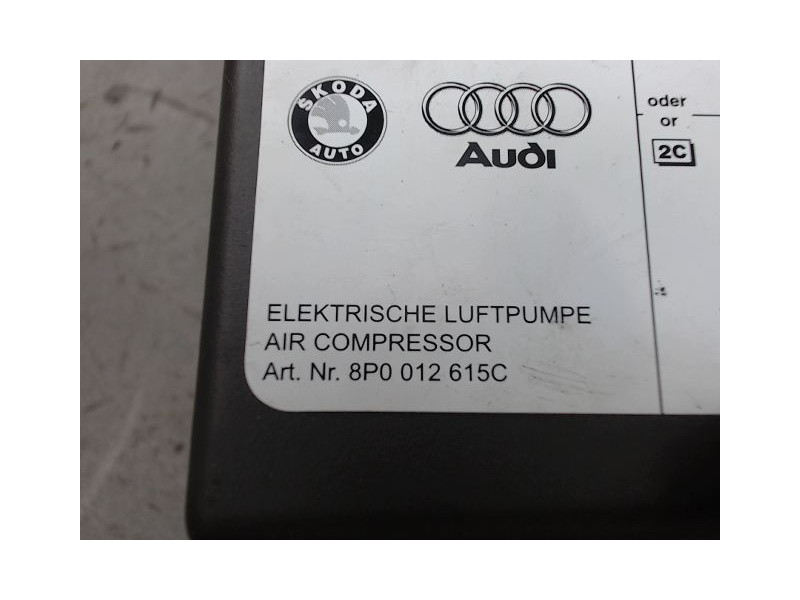 ŠKODA
AUTO
Audi
oder
or
2C
ELEKTRISCHE LUFTPUMPE
AIR COMPRESSOR
Art. Nr. 8P0 012 615C